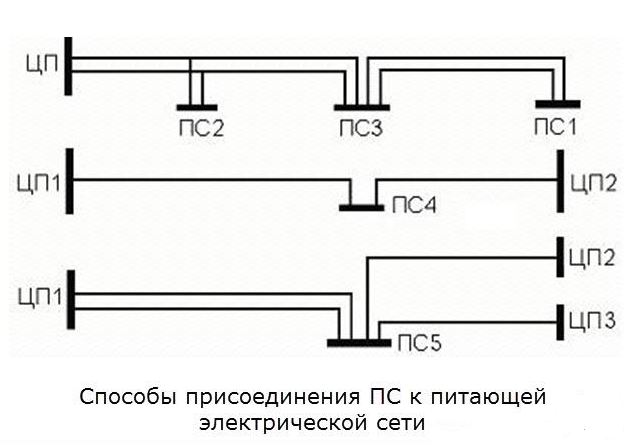 ЦП
ПС2
ПС3
ПС1
ЦП1
ПС4
ЦП2
ЦП2
ЦП1
ПС5
ЦП3
Способы присоединения ПС к питающей
электрической сети